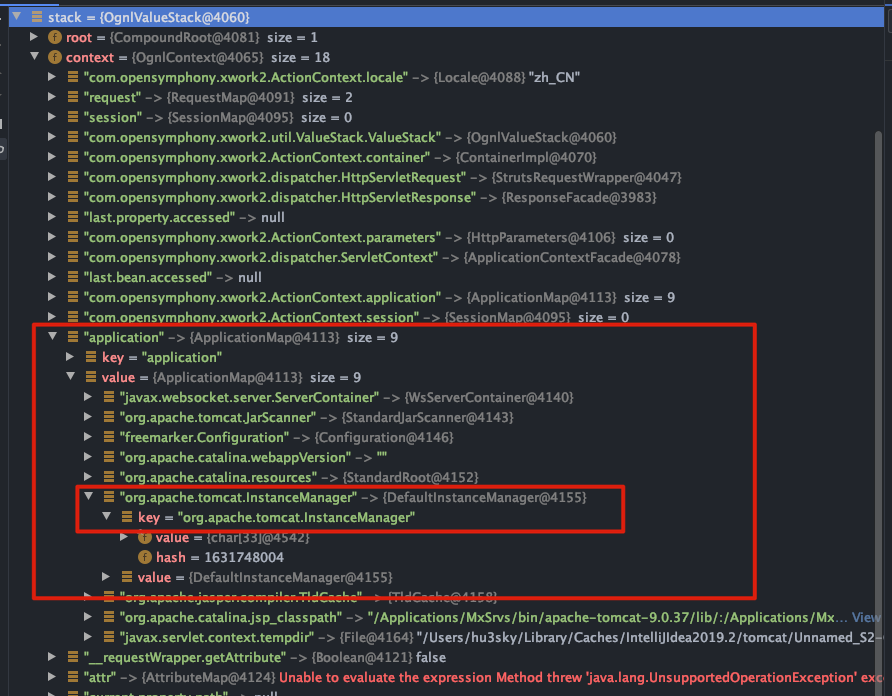 stack = {OgnlValueStack@4060}
root = {CompoundRoot@4081} size = 1
context = {OgnlContext@4065} size = 18
"com.opensymphony.xwork2.ActionContext.locale" -> {Locale@4088} "zh_CN"
"request" -> {RequestMap@4091} size = 2
"session" -> {SessionMap@4095} size = 0
"com.opensymphony.xwork2.util.ValueStack.ValueStack" -> {OgnlValueStack@4060}
"com.opensymphony.xwork2.ActionContext.container" -> {ContainerImpl@4070}
"com.opensymphony.xwork2.dispatcher.HttpServletRequest" -> {StrutsRequestWrapper@4047}
"com.opensymphony.xwork2.dispatcher.HttpServletResponse" -> {ResponseFacade@3983}
"last.property.accessed" -> null
"com.opensymphony.xwork2.ActionContext.parameters" -> {HttpParameters@4106} size = 0
"com.opensymphony.xwork2.dispatcher.ServletContext" -> {ApplicationContextFacade@4078}
"last.bean.accessed" -> null
"com.opensymphony.xwork2.ActionContext.application" -> {ApplicationMap@4113} size = 9
"com.opensymphony.xwork2.ActionContext.session" -> {SessionMap@4095} size = 0
"application" -> {ApplicationMap@4113} size = 9
key = "application"
value = {ApplicationMap@4113} size = 9
"javax.websocket.server.ServerContainer" -> {WsServerContainer@4140}
"org.apache.tomcat.JarScanner" -> {StandardJarScanner@4143}
"freemarker.Configuration" -> {Configuration@4146}
"org.apache.catalina.webappVersion" -> ""
"org.apache.catalina.resources" -> {StandardRoot@4152}
"org.apache.tomcat.InstanceManager" -> {DefaultInstanceManager@4155}
key = "org.apache.tomcat.InstanceManager"
value = {char[33]@4542}
hash = 1631748004
value = {DefaultInstanceManager@4155}
"org.apache.jasper.compiler.TldCache" -> {TldCache@4158}
"org.apache.catalina.jsp_classpath" -> "/Applications/MxSrvs/bin/apache-tomcat-9.0.37/lib/:/Applications/Mx... View
"javax.servlet.context.tempdir" -> {File@4164} "/Users/hu3sky/Library/Caches/IntelliJIdea2019.2/tomcat/Unnamed_S2-
"__requestWrapper.getAttribute" -> {Boolean@4121} false
"attr" -> {AttributeMap@4124} Unable to evaluate the expression Method threw 'java.lang.UnsupportedOperationException' exc
"current.property.path" -> null